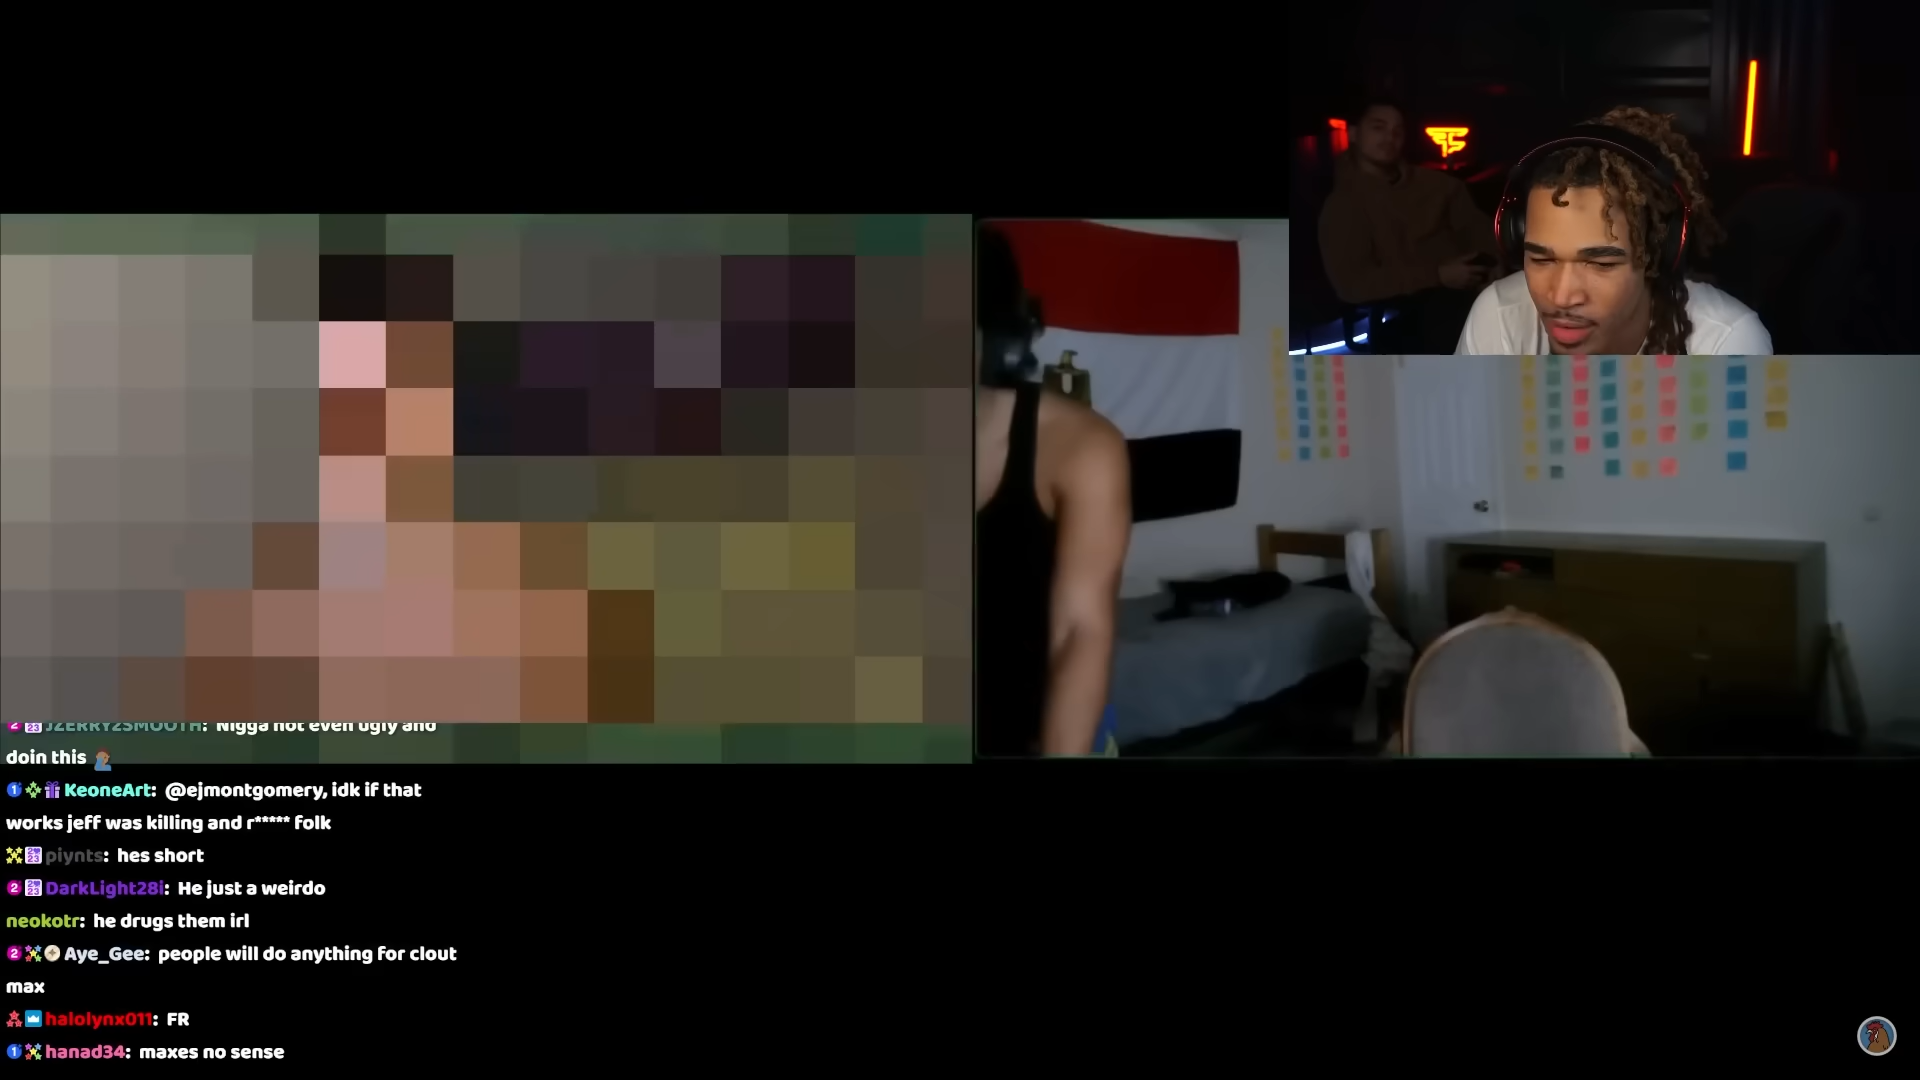 JZERRY2SMOOTH: Nigga not even ugly and
doin this
KeoneArt: @ejmontgomery, idk if that
works jeff was killing and r***** folk
piynts: hes short
DarkLight28i: He just a weirdo
neokotr: he drugs them irl
Aye_Gee: people will do anything for clout
max
halolynx011: FR
hanad34: maxes no sense